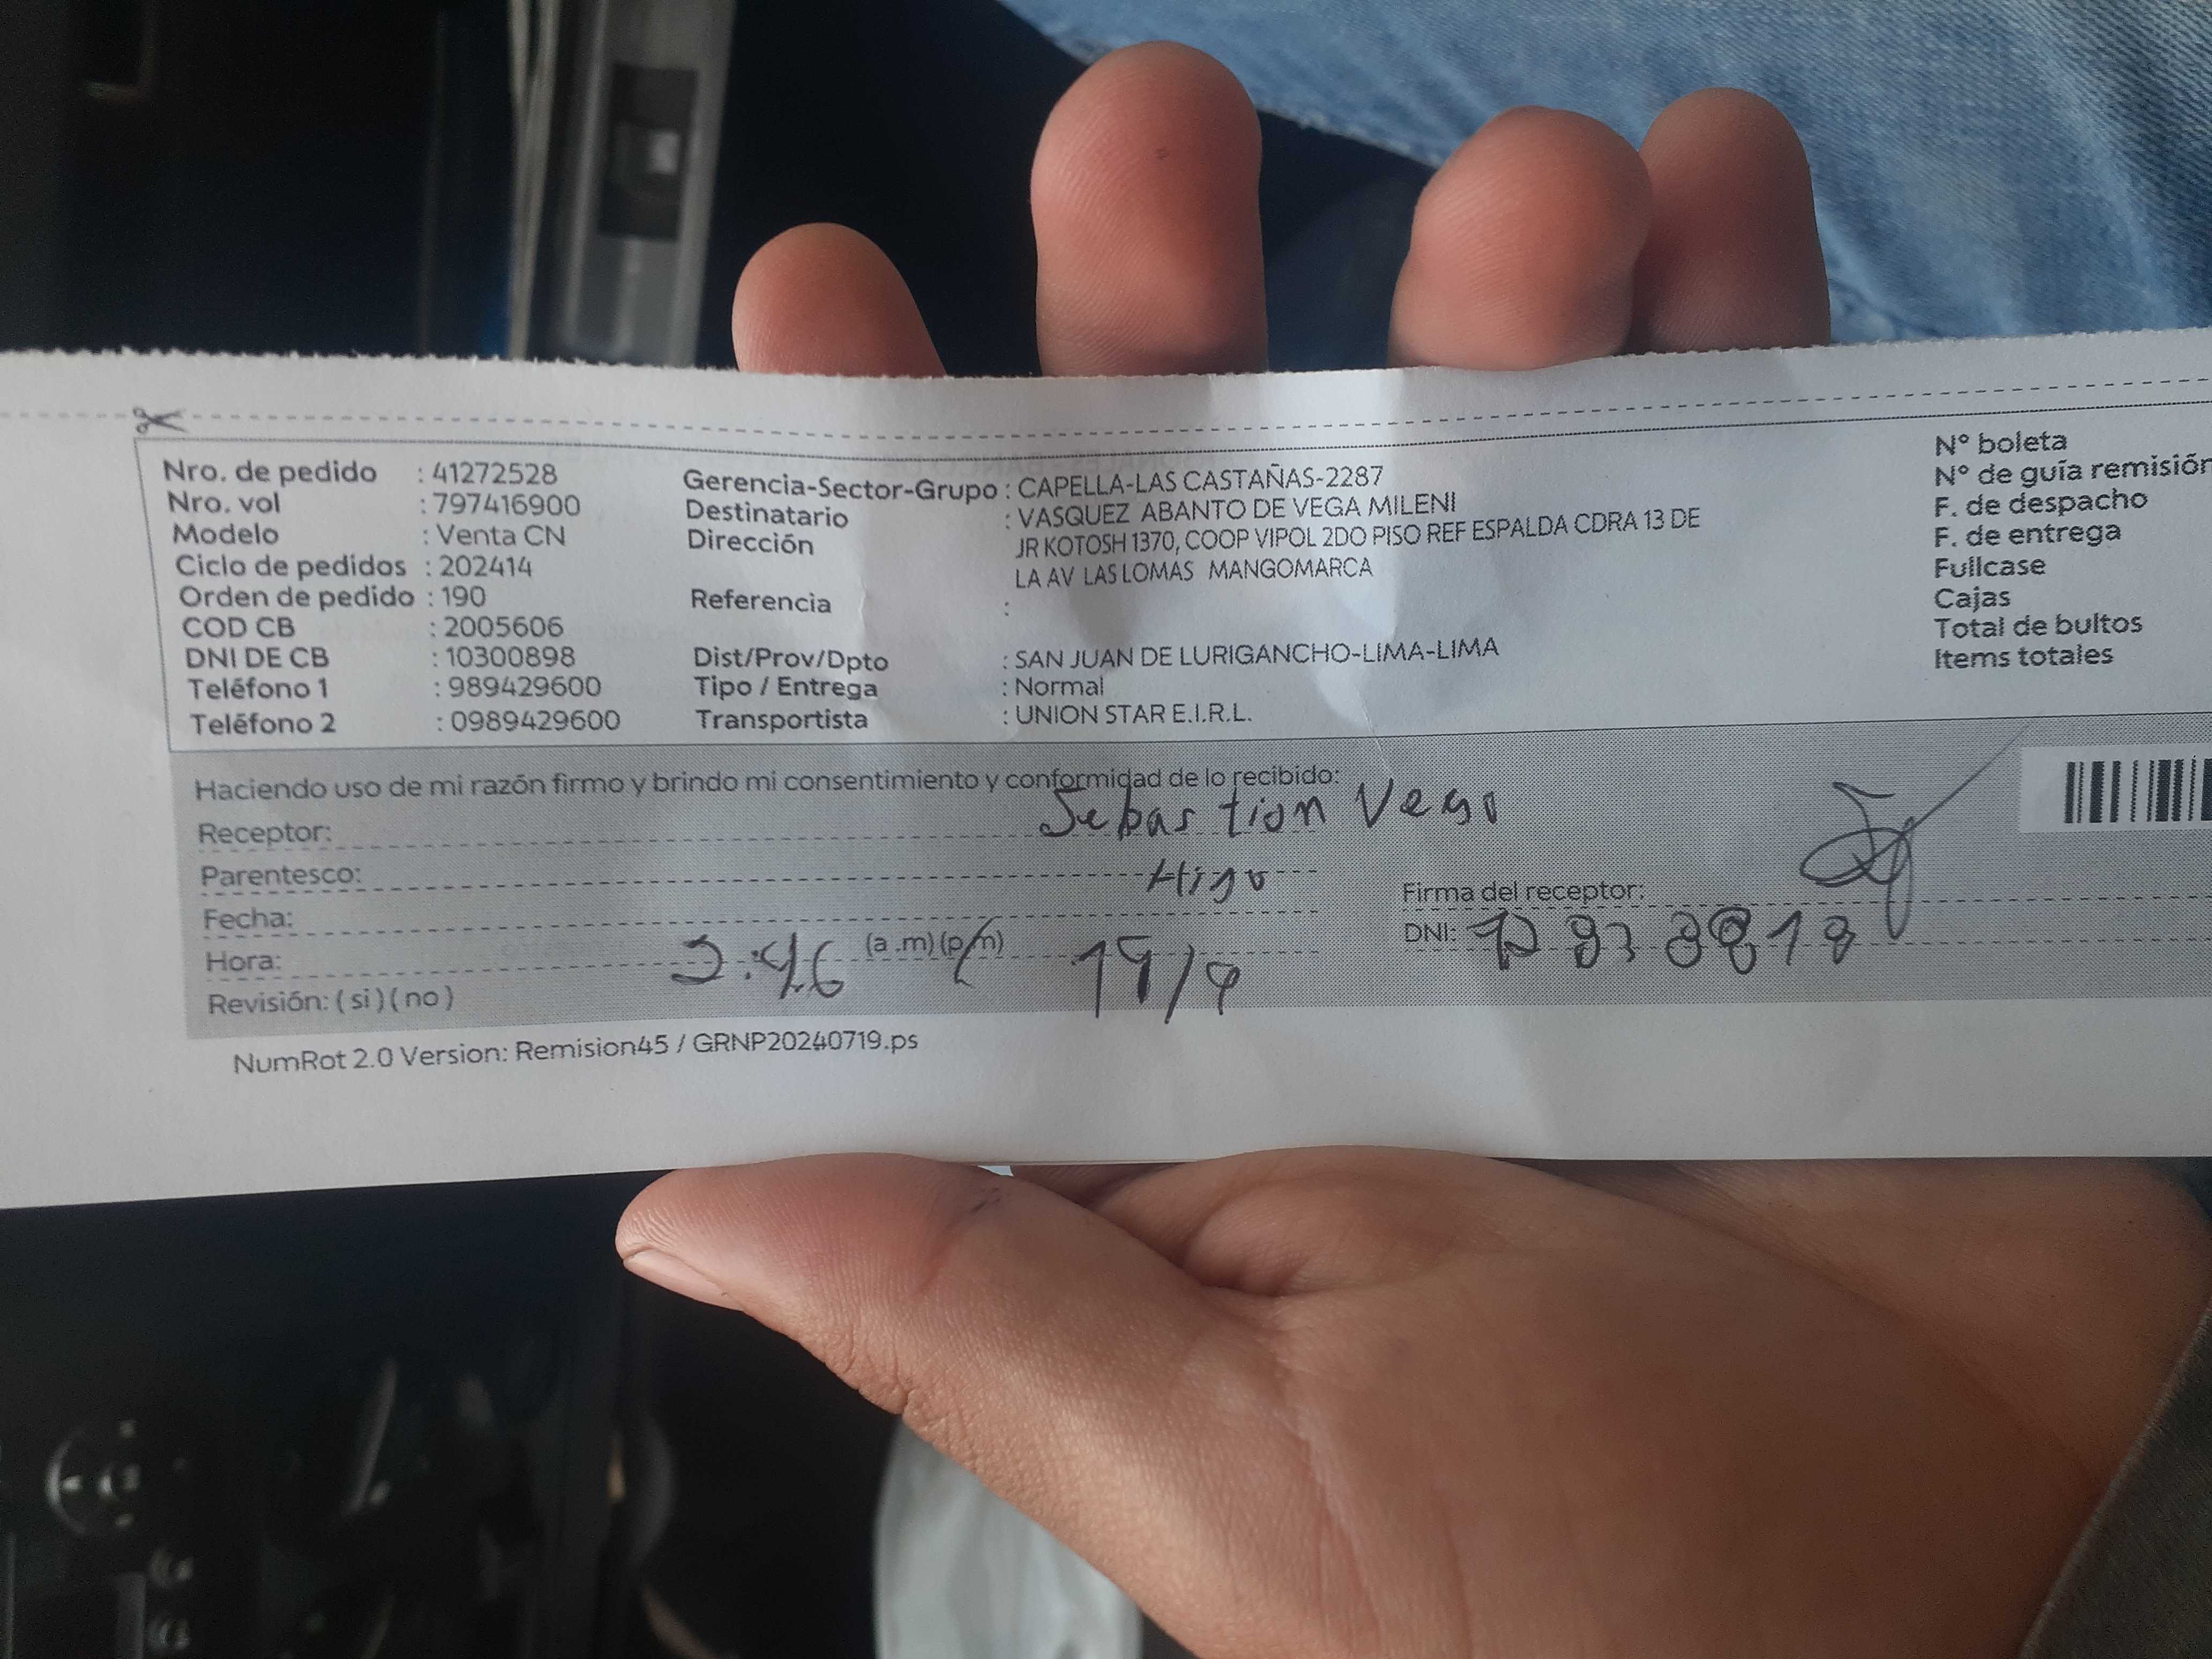 Nro. de pedido : 41272528
Nro. vol : 797416900
Modelo : Venta CN
Ciclo de pedidos : 202414
Orden de pedido : 190
COD CB : 2005606
DNI DE CB : 10300898
Teléfono 1 : 989429600
Teléfono 2 : 0989429600
Gerencia-Sector-Grupo : CAPELLA-LAS CASTAÑAS-2287
Destinatario : VASQUEZ ABANTO DE VEGA MILENI
Dirección JR KOTOSH 1370, COOP VIPOL 2DO PISO REF ESPALDA CDRA 13 DE
LA AV LAS LOMAS MANGOMARCA
Referencia :
Dist/Prov/Dpto : SAN JUAN DE LURIGANCHO-LIMA-LIMA
Tipo / Entrega : Normal
Transportista : UNION STAR E.I.R.L.
N° boleta
N° de guía remisión
F. de despacho
F. de entrega
Fullcase
Cajas
Total de bultos
Items totales
Haciendo uso de mi razón firmo y brindo mi consentimiento y conformidad de lo recibido:
Receptor: Sebastian Vega
Parentesco: Hijo
Fecha:
Hora: 2:46 (a.m) (p.m) 19/9
Revisión: (si) (no)
Firma del receptor:
DNI:
NumRot 2.0 Version: Remision45 / GRNP20240719.ps